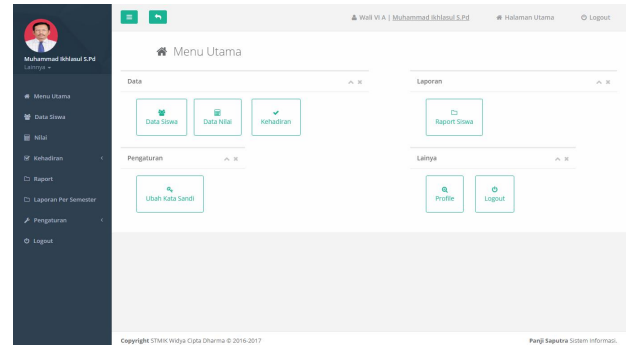 Muhammad Ikhlasul S.Pd
Lainnya
Menu Utama
Data Siswa
Nilai
Kehadiran
Raport
Laporan Per Semester
Pengaturan
Logout
Wali VI A | Muhammad Ikhlasul S.Pd
Halaman Utama
Logout
Menu Utama
Data
Data Siswa
Data Nilai
Kehadiran
Laporan
Raport Siswa
Pengaturan
Ubah Kata Sandi
Lainya
Profile
Logout
Copyright STMIK Widya Cipta Dharma © 2016-2017
Panji Saputra Sistem Informasi.